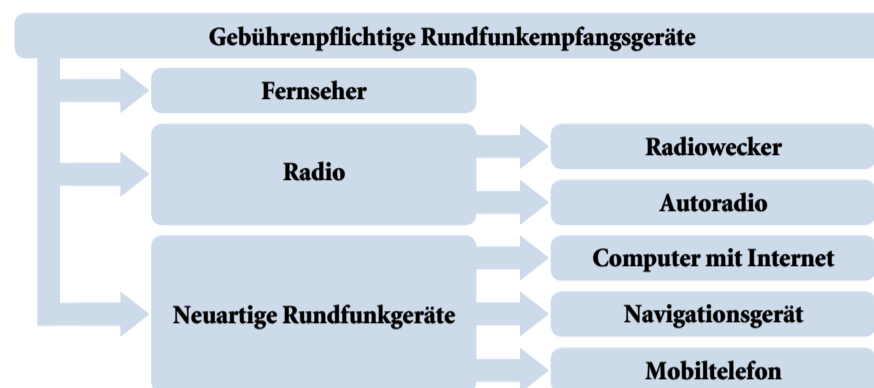 Gebührenpflichtige Rundfunkempfangsgeräte
Fernseher
Radio
Radiowecker
Autoradio
Neuartige Rundfunkgeräte
Computer mit Internet
Navigationsgerät
Mobiltelefon